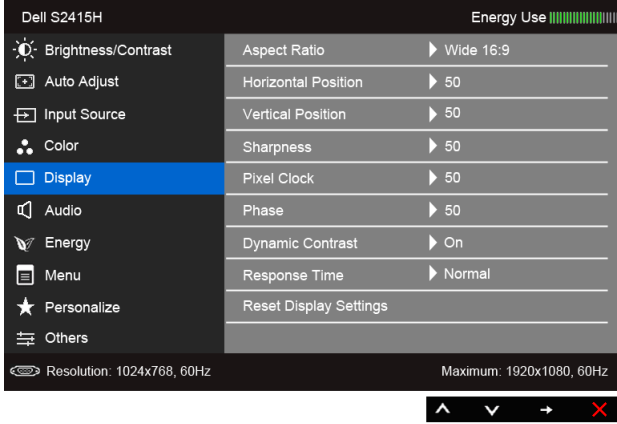 Dell S2415H Energy Use
Brightness/Contrast Aspect Ratio Wide 16:9
Auto Adjust Horizontal Position 50
Input Source Vertical Position 50
Color Sharpness 50
Display Pixel Clock 50
Audio Phase 50
Energy Dynamic Contrast On
Menu Response Time Normal
Personalize Reset Display Settings
Others
Resolution: 1024x768, 60Hz Maximum: 1920x1080, 60Hz